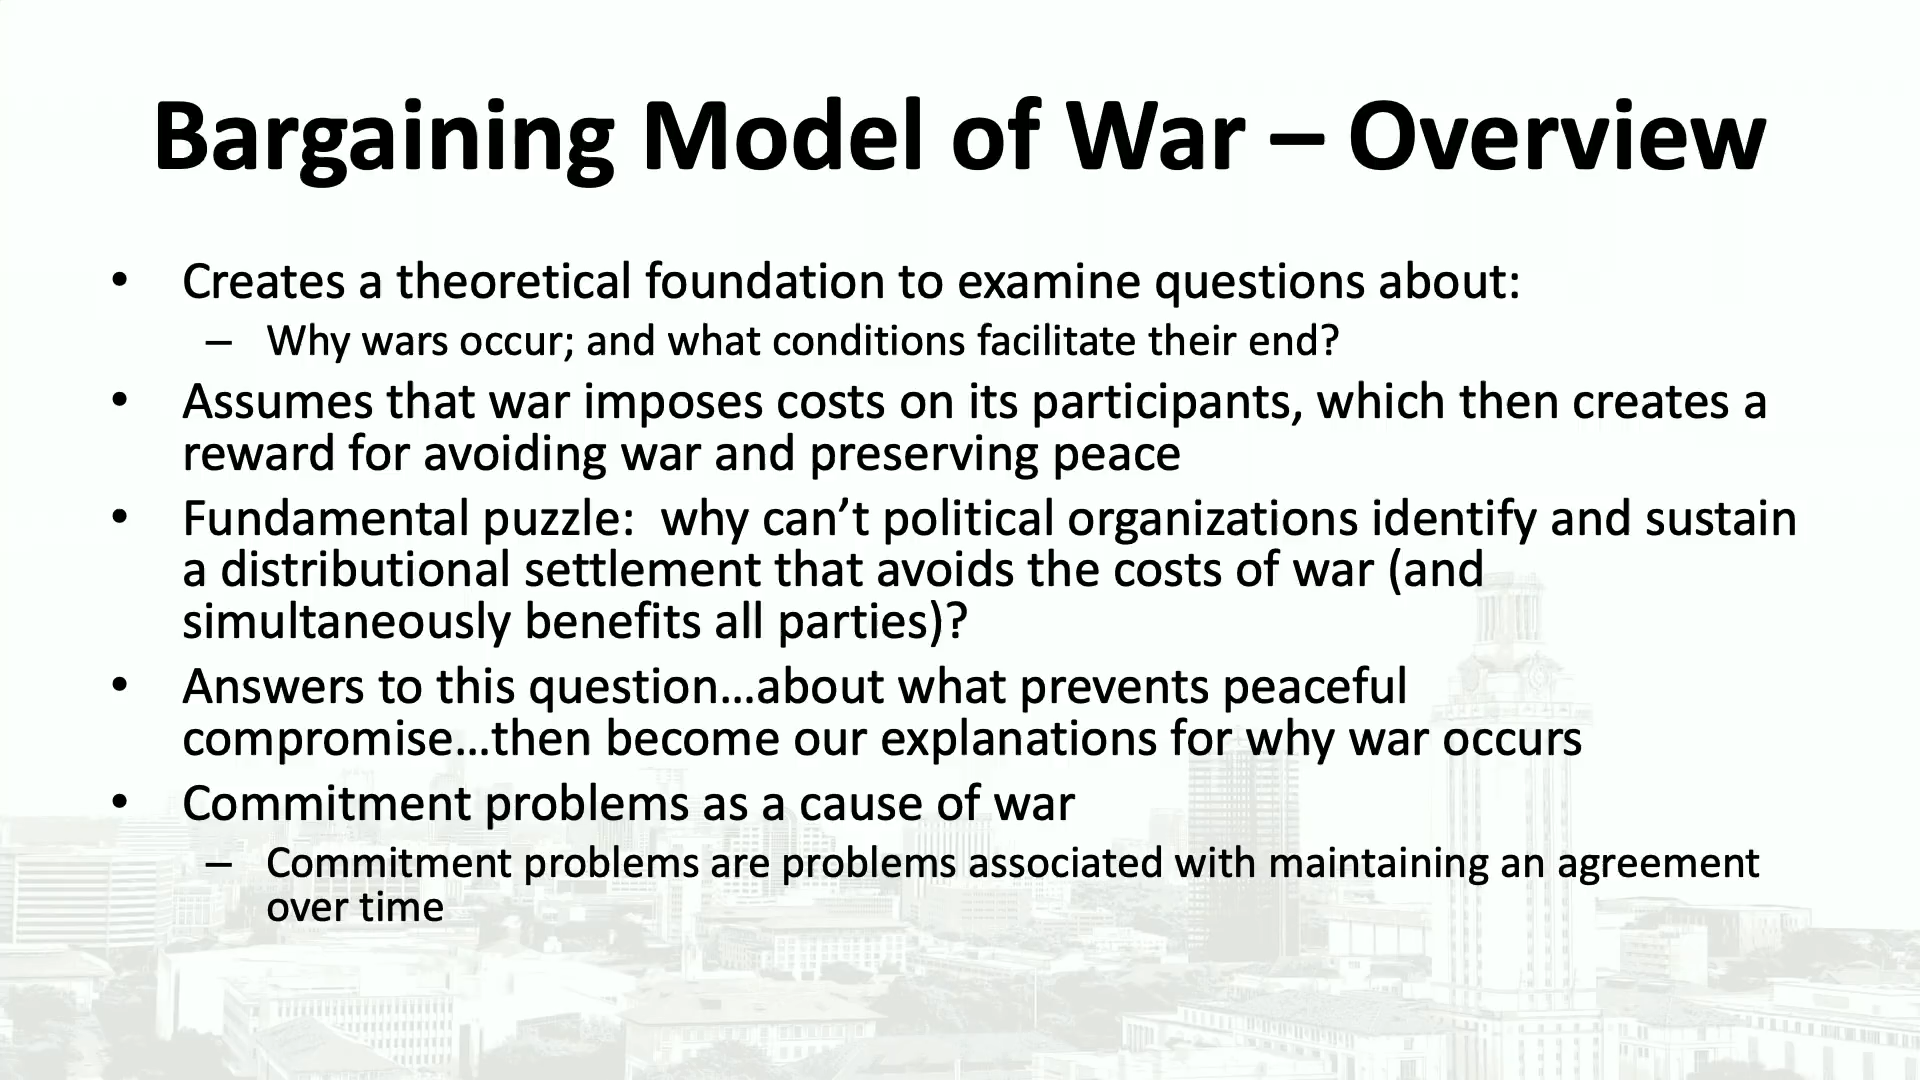 Bargaining Model of War – Overview
• Creates a theoretical foundation to examine questions about:
– Why wars occur; and what conditions facilitate their end?
• Assumes that war imposes costs on its participants, which then creates a
reward for avoiding war and preserving peace
• Fundamental puzzle:  why can’t political organizations identify and sustain
a distributional settlement that avoids the costs of war (and
simultaneously benefits all parties)?
• Answers to this question…about what prevents peaceful
compromise…then become our explanations for why war occurs
• Commitment problems as a cause of war
– Commitment problems are problems associated with maintaining an agreement
over time